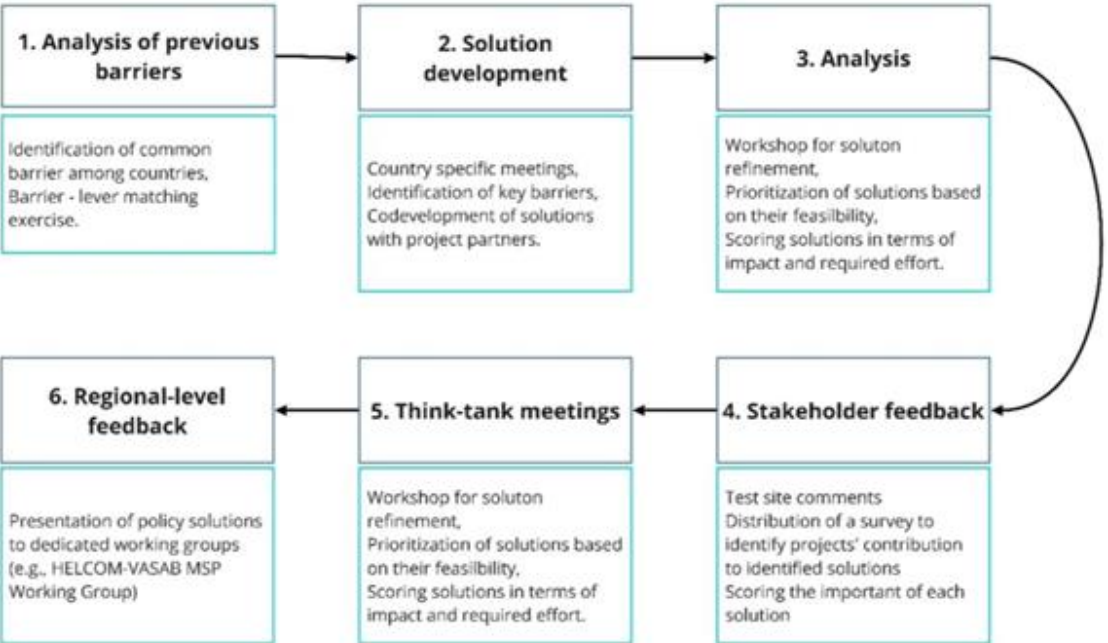 1. Analysis of previous
barriers
Identification of common
barrier among countries,
Barrier - lever matching
exercise.
2. Solution
development
Country specific meetings,
Identification of key barriers,
Codevelopment of solutions
with project partners.
3. Analysis
Workshop for soluton
refinement,
Prioritization of solutions based
on their feasilbility,
Scoring solutions in terms of
impact and required effort.
4. Stakeholder feedback
Test site comments
Distribution of a survey to
identify projects' contribution
to identified solutions
Scoring the important of each
solution
5. Think-tank meetings
Workshop for soluton
refinement,
Prioritization of solutions based
on their feasilbility,
Scoring solutions in terms of
impact and required effort.
6. Regional-level
feedback
Presentation of policy solutions
to dedicated working groups
(e.g., HELCOM-VASAB MSP
Working Group)